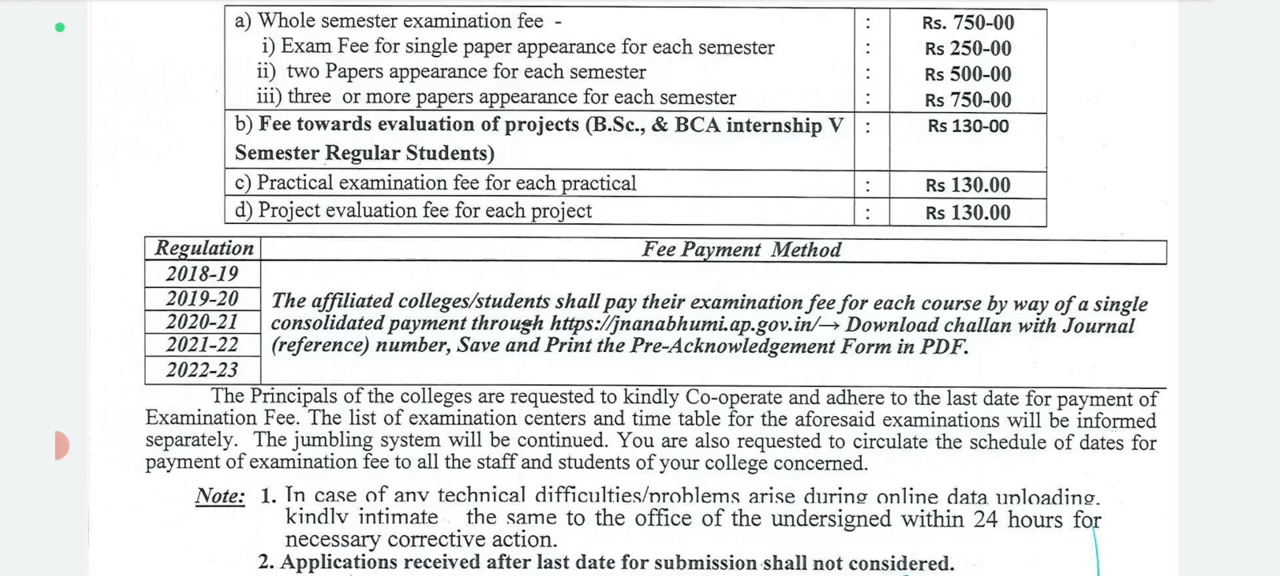 a) Whole semester examination fee - : Rs. 750-00
i) Exam Fee for single paper appearance for each semester : Rs 250-00
ii) two Papers appearance for each semester : Rs 500-00
iii) three or more papers appearance for each semester : Rs 750-00
b) Fee towards evaluation of projects (B.Sc., & BCA internship V : Rs 130-00
Semester Regular Students)
c) Practical examination fee for each practical : Rs 130.00
d) Project evaluation fee for each project : Rs 130.00
Regulation Fee Payment Method
2018-19
2019-20 The affiliated colleges/students shall pay their examination fee for each course by way of a single
2020-21 consolidated payment through https://jnanabhumi.ap.gov.in/→ Download challan with Journal
2021-22 (reference) number, Save and Print the Pre-Acknowledgement Form in PDF.
2022-23
The Principals of the colleges are requested to kindly Co-operate and adhere to the last date for payment of
Examination Fee. The list of examination centers and time table for the aforesaid examinations will be informed
separately. The jumbling system will be continued. You are also requested to circulate the schedule of dates for
payment of examination fee to all the staff and students of your college concerned.
Note: 1. In case of any technical difficulties/problems arise during online data uploading,
kindly intimate the same to the office of the undersigned within 24 hours for
necessary corrective action.
2. Applications received after last date for submission shall not considered.